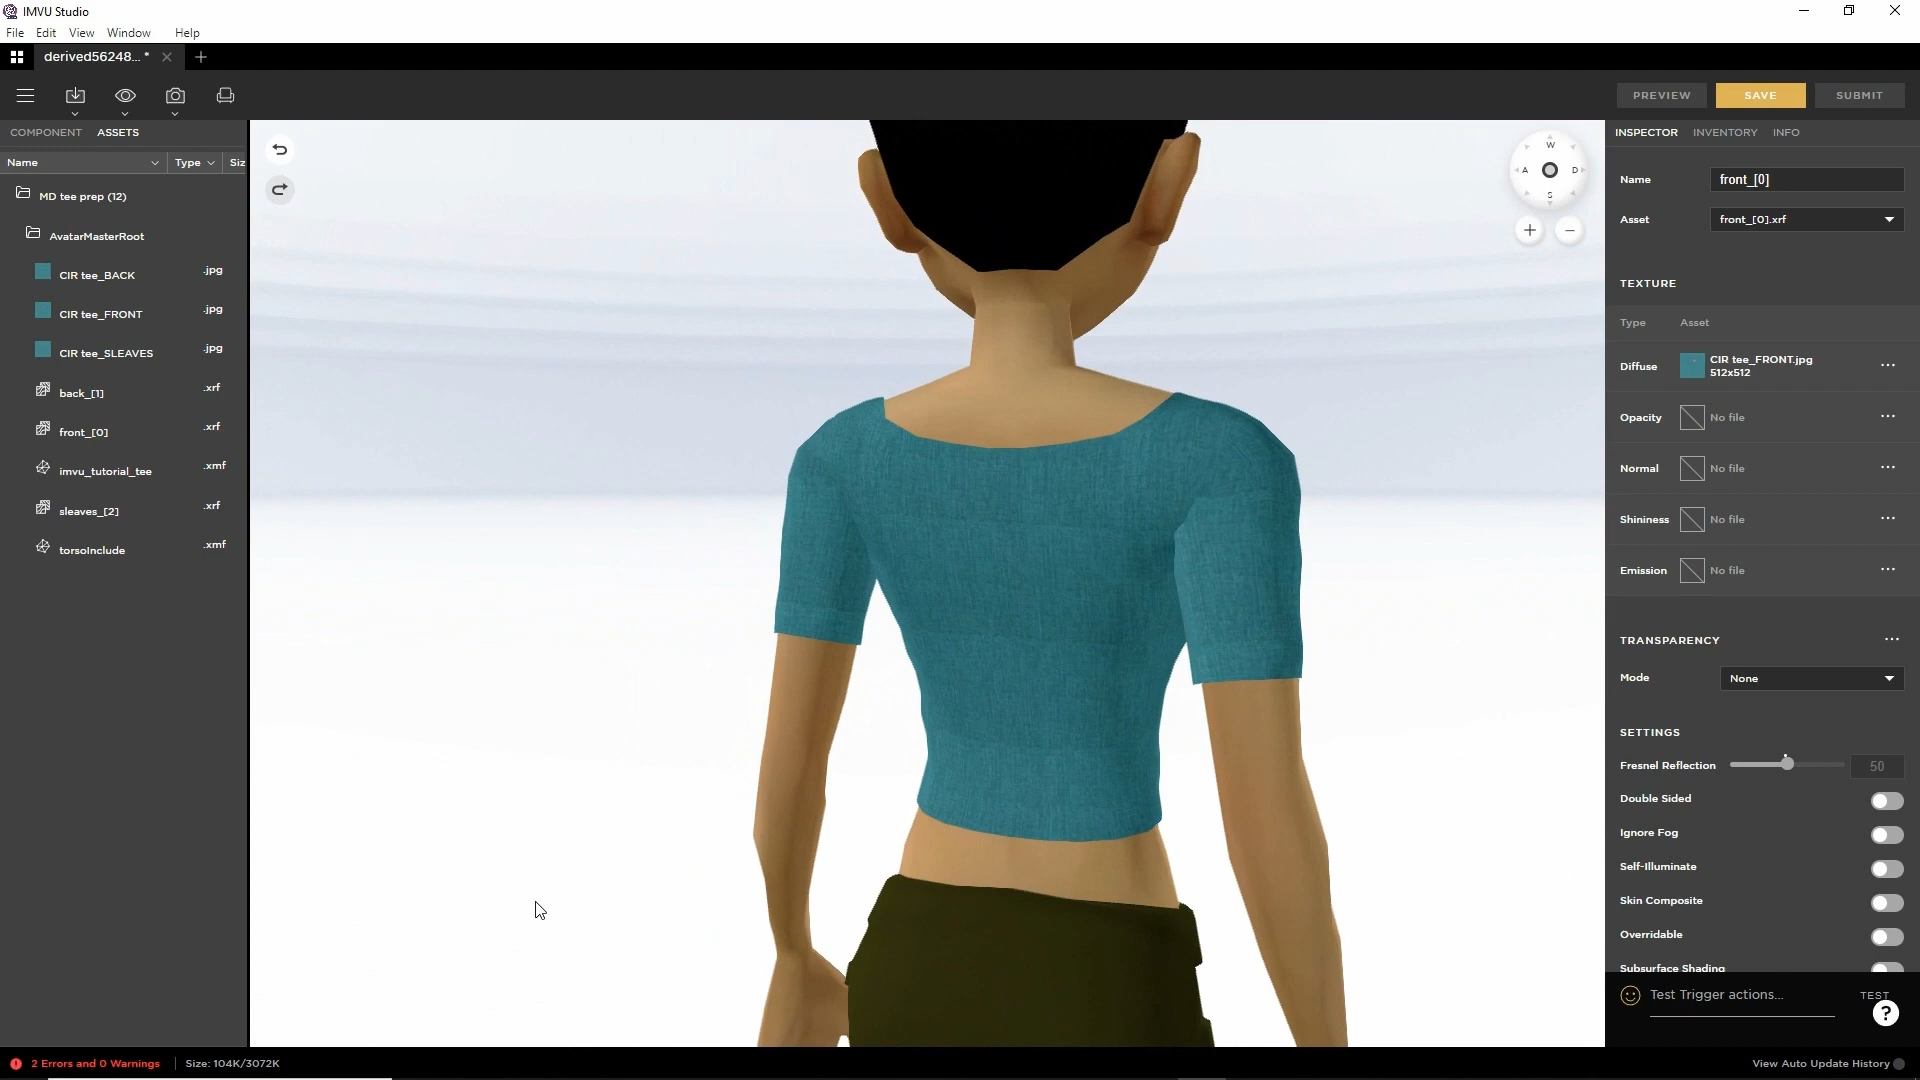 IMVU Studio
File Edit View Window Help
derived56248... *
PREVIEW SAVE SUBMIT
COMPONENT ASSETS
Name Type Siz
MD tee prep (12)
AvatarMasterRoot
CIR tee_BACK .jpg
CIR tee_FRONT .jpg
CIR tee_SLEAVES .jpg
back_[1] .xrf
front_[0] .xrf
imvu_tutorial_tee .xmf
sleaves_[2] .xrf
torsoInclude .xmf
W
A D
S
INSPECTOR INVENTORY INFO
Name front_[0]
Asset front_[0].xrf
TEXTURE
Type Asset
Diffuse CIR tee_FRONT.jpg
512x512
Opacity No file
Normal No file
Shininess No file
Emission No file
TRANSPARENCY
Mode None
SETTINGS
Fresnel Reflection 50
Double Sided
Ignore Fog
Self-Illuminate
Skin Composite
Overridable
Subsurface Shading
Test Trigger actions... TEST
?
2 Errors and 0 Warnings Size: 104K/3072K
View Auto Update History